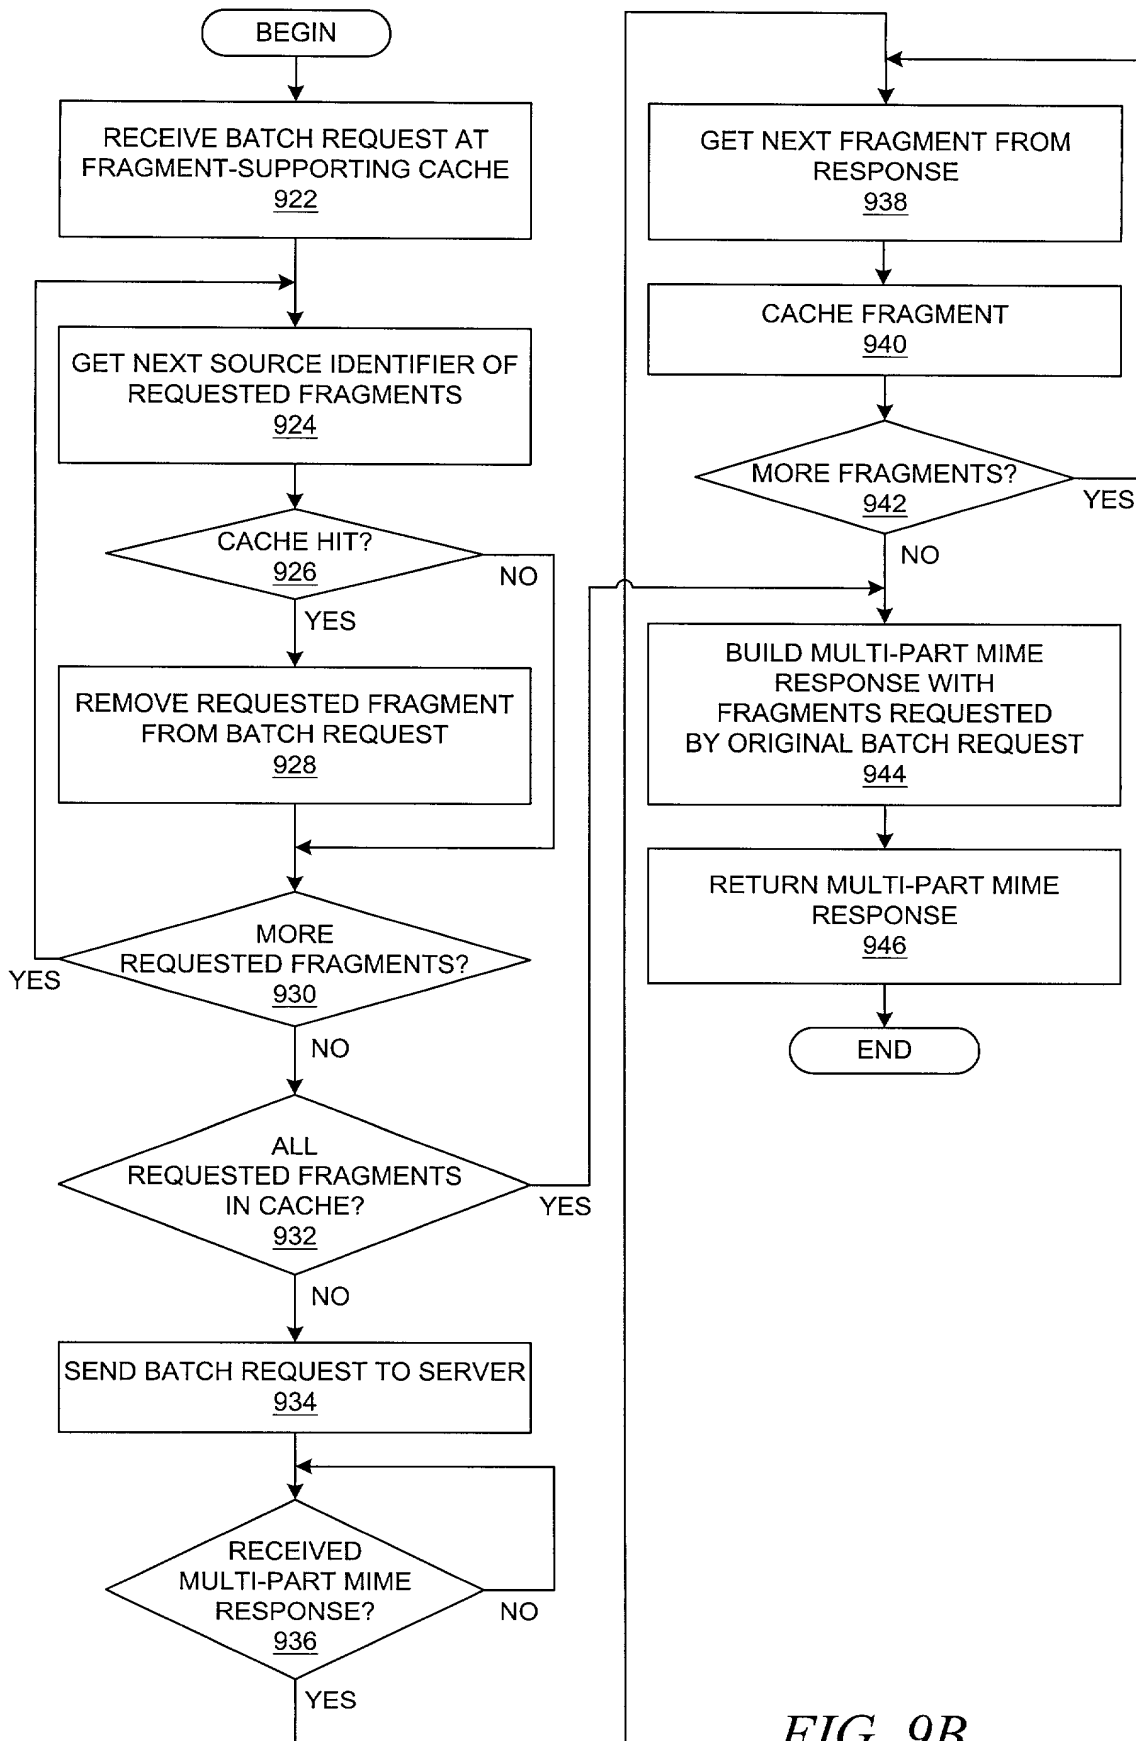 BEGIN
RECEIVE BATCH REQUEST AT
FRAGMENT-SUPPORTING CACHE
922
GET NEXT SOURCE IDENTIFIER OF
REQUESTED FRAGMENTS
924
CACHE HIT?
926
NO
YES
REMOVE REQUESTED FRAGMENT
FROM BATCH REQUEST
928
MORE
REQUESTED FRAGMENTS?
930
YES
NO
ALL
REQUESTED FRAGMENTS
IN CACHE?
932
YES
NO
SEND BATCH REQUEST TO SERVER
934
RECEIVED
MULTI-PART MIME
RESPONSE?
936
NO
YES
GET NEXT FRAGMENT FROM
RESPONSE
938
CACHE FRAGMENT
940
MORE FRAGMENTS?
942
YES
NO
BUILD MULTI-PART MIME
RESPONSE WITH
FRAGMENTS REQUESTED
BY ORIGINAL BATCH REQUEST
944
RETURN MULTI-PART MIME
RESPONSE
946
END
FIG. 9B